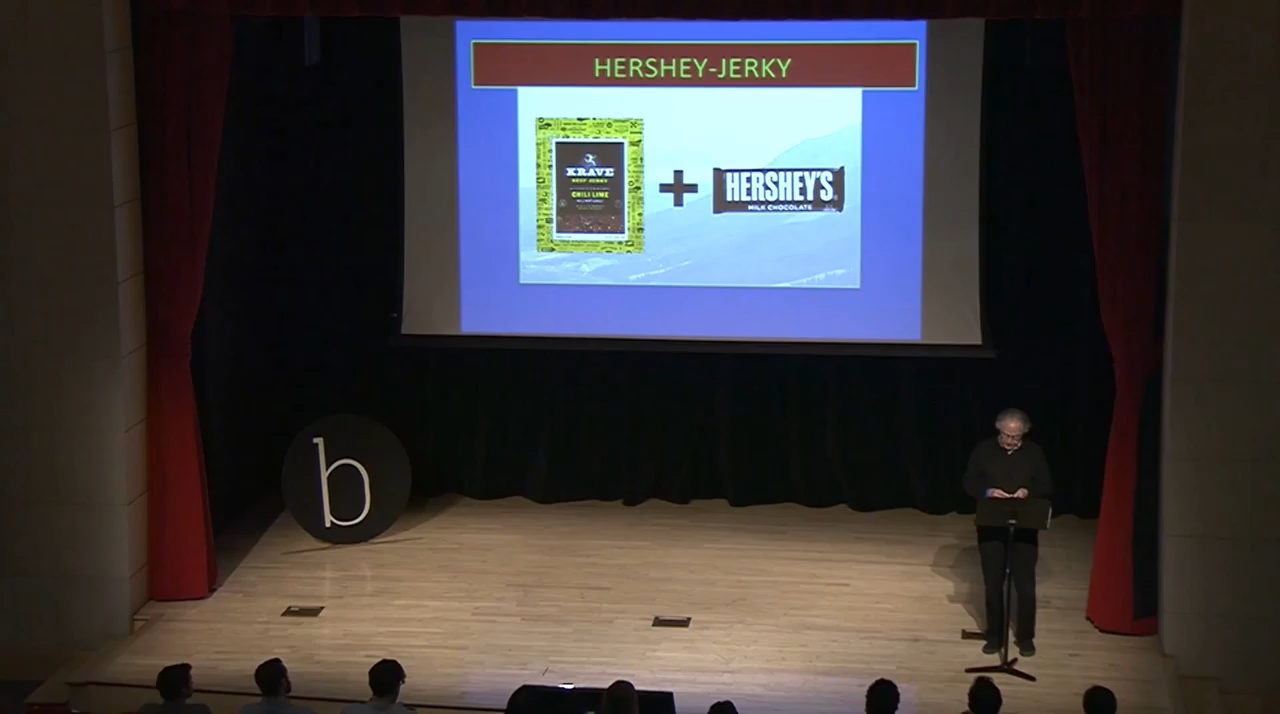 HERSHEY-JERKY
KRAVE
BEEF JERKY
CHILI LIME
+
HERSHEY'S
MILK CHOCOLATE
b